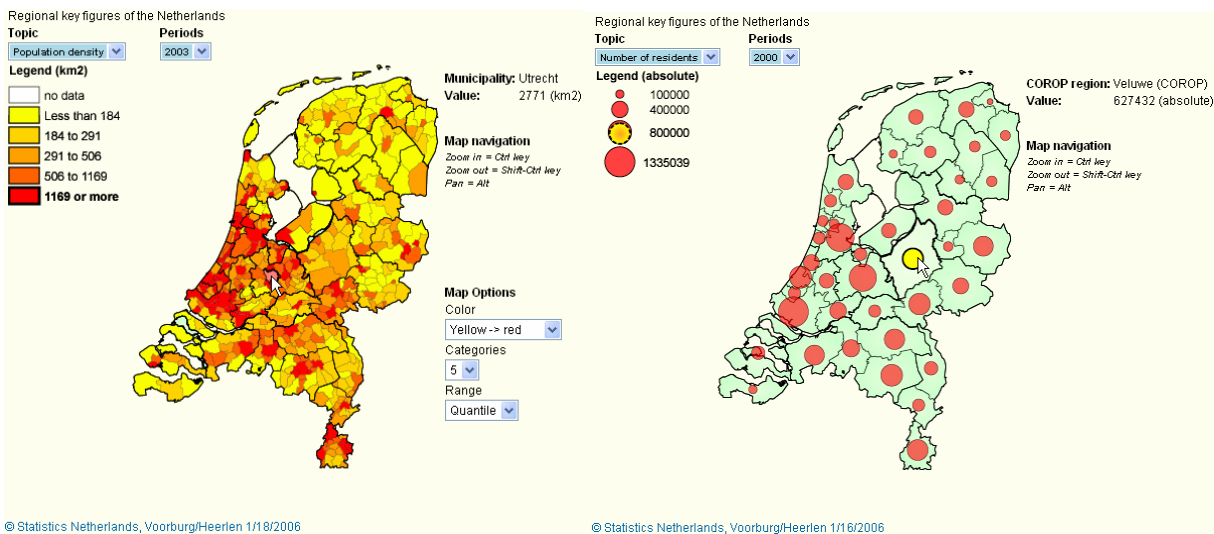 Regional key figures of the Netherlands
Topic Periods
Population density 2003
Legend (km2)
no data
Less than 184
184 to 291
291 to 506
506 to 1169
1169 or more
Municipality: Utrecht
Value: 2771 (km2)
Map navigation
Zoom in = Ctrl key
Zoom out = Shift-Ctrl key
Pan = Alt
Map Options
Color
Yellow -> red
Categories
5
Range
Quantile
© Statistics Netherlands, Voorburg/Heerlen 1/18/2006
Regional key figures of the Netherlands
Topic Periods
Number of residents 2000
Legend (absolute)
100000
400000
800000
1335039
COROP region: Veluwe (COROP)
Value: 627432 (absolute)
Map navigation
Zoom in = Ctrl key
Zoom out = Shift-Ctrl key
Pan = Alt
© Statistics Netherlands, Voorburg/Heerlen 1/16/2006